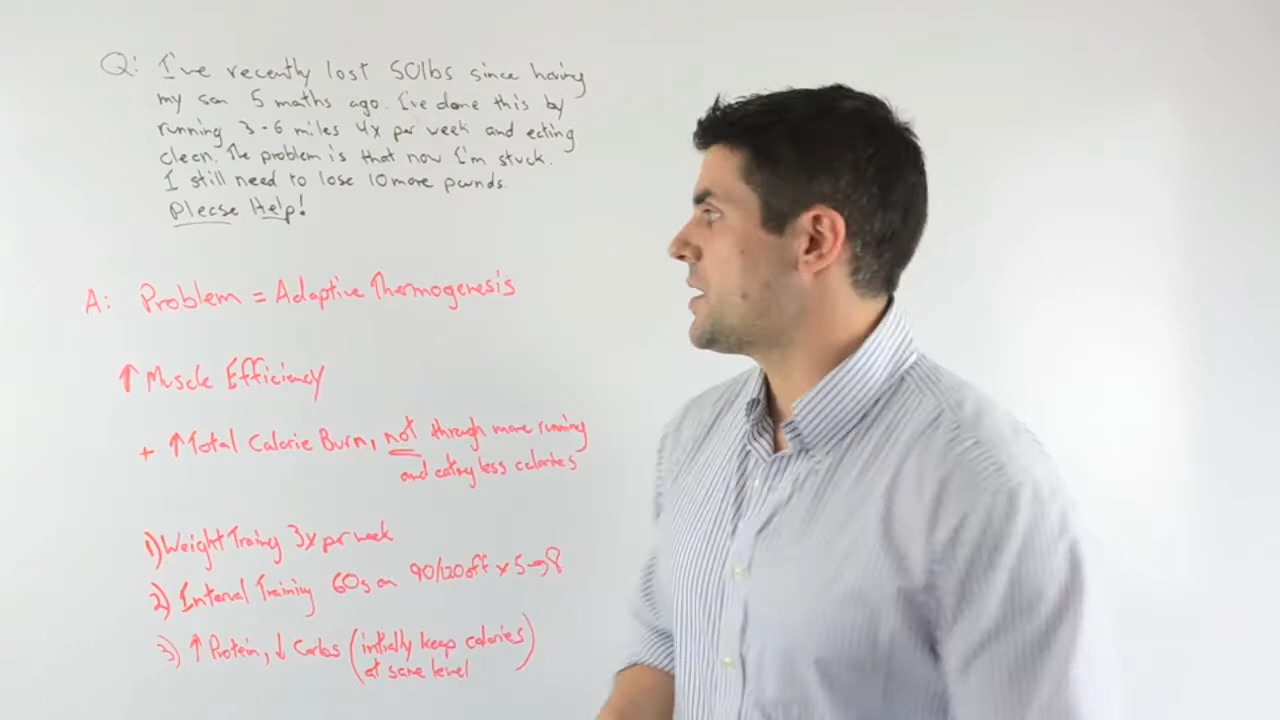 Q: I've recently lost 50lbs since having
my son 5 months ago. I've done this by
running 3-6 miles 4x per week and eating
clean. The problem is that now I'm stuck.
I still need to lose 10 more pounds.
Please Help!
A: Problem = Adaptive Thermogenesis
↑ Muscle Efficiency
+ ↑ Total Calorie Burn, not through more running
and eating less calories
1) Weight Training 3x per week
2) Interval Training 60s on 90/120 off x 5→8
3) ↑ Protein, ↓ Carbs (initially keep calories
at same level)